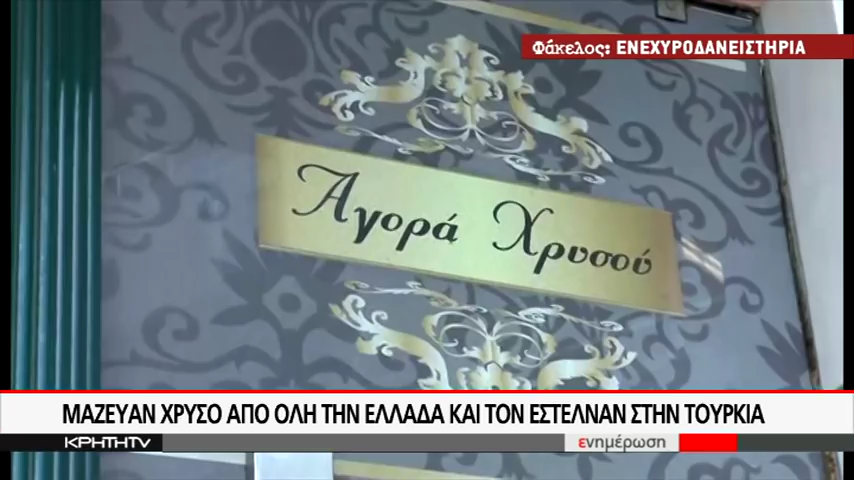 Φάκελος: ΕΝΕΧΥΡΟΔΑΝΕΙΣΤΗΡΙΑ
Αγορά Χρυσού
ΜΑΖΕΥΑΝ ΧΡΥΣΟ ΑΠΟ ΟΛΗ ΤΗΝ ΕΛΛΑΔΑ ΚΑΙ ΤΟΝ ΕΣΤΕΛΝΑΝ ΣΤΗΝ ΤΟΥΡΚΙΑ
ΚΡΗΤΗTV
ενημέρωση